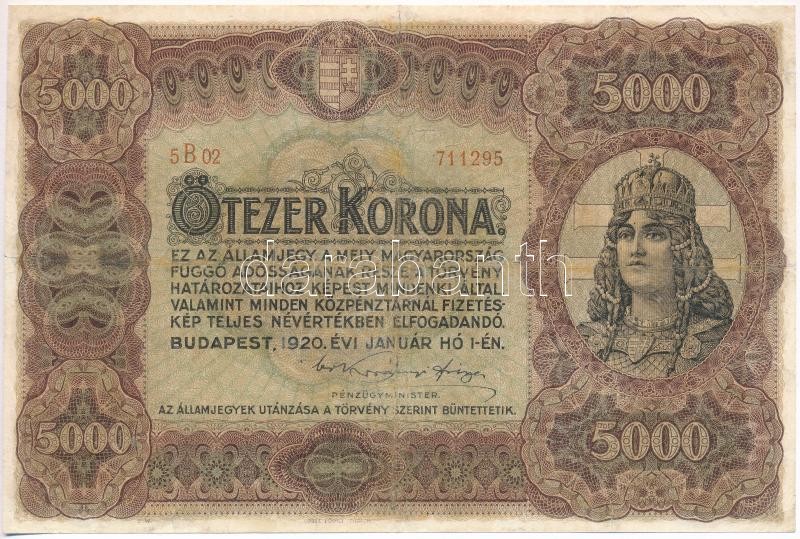 5000
5000
5 B 02
711295
ÖTEZER KORONA.
EZ AZ ÁLLAMJEGY, AMELY MAGYARORSZÁG
FÜGGŐ ADÓSSÁGÁNAK RÉSZE, A TÖRVÉNY
HATÁROZATAIHOZ KÉPEST MINDENKI ÁLTAL,
VALAMINT MINDEN KÖZPÉNZTÁRNÁL FIZETÉS-
KÉP TELJES NÉVÉRTÉKBEN ELFOGADANDÓ.
BUDAPEST, 1920. ÉVI JANUÁR HÓ 1-ÉN.
PÉNZÜGYMINISTER.
AZ ÁLLAMJEGYEK UTÁNZÁSA A TÖRVÉNY SZERINT BÜNTETTETIK.
5000
5000
darabanth